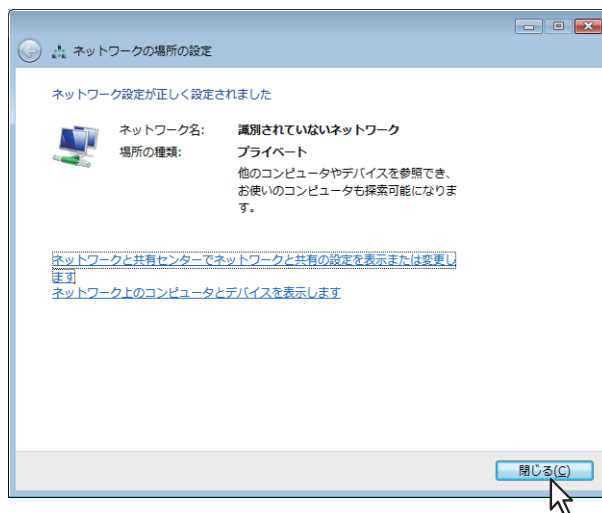 ネットワークの場所の設定
ネットワーク設定が正しく設定されました
ネットワーク名: 識別されていないネットワーク
場所の種類: プライベート
他のコンピュータやデバイスを参照でき、
お使いのコンピュータも探索可能になりま
す。
ネットワークと共有センターでネットワークと共有の設定を表示または変更し
ます
ネットワーク上のコンピュータとデバイスを表示します
閉じる(C)